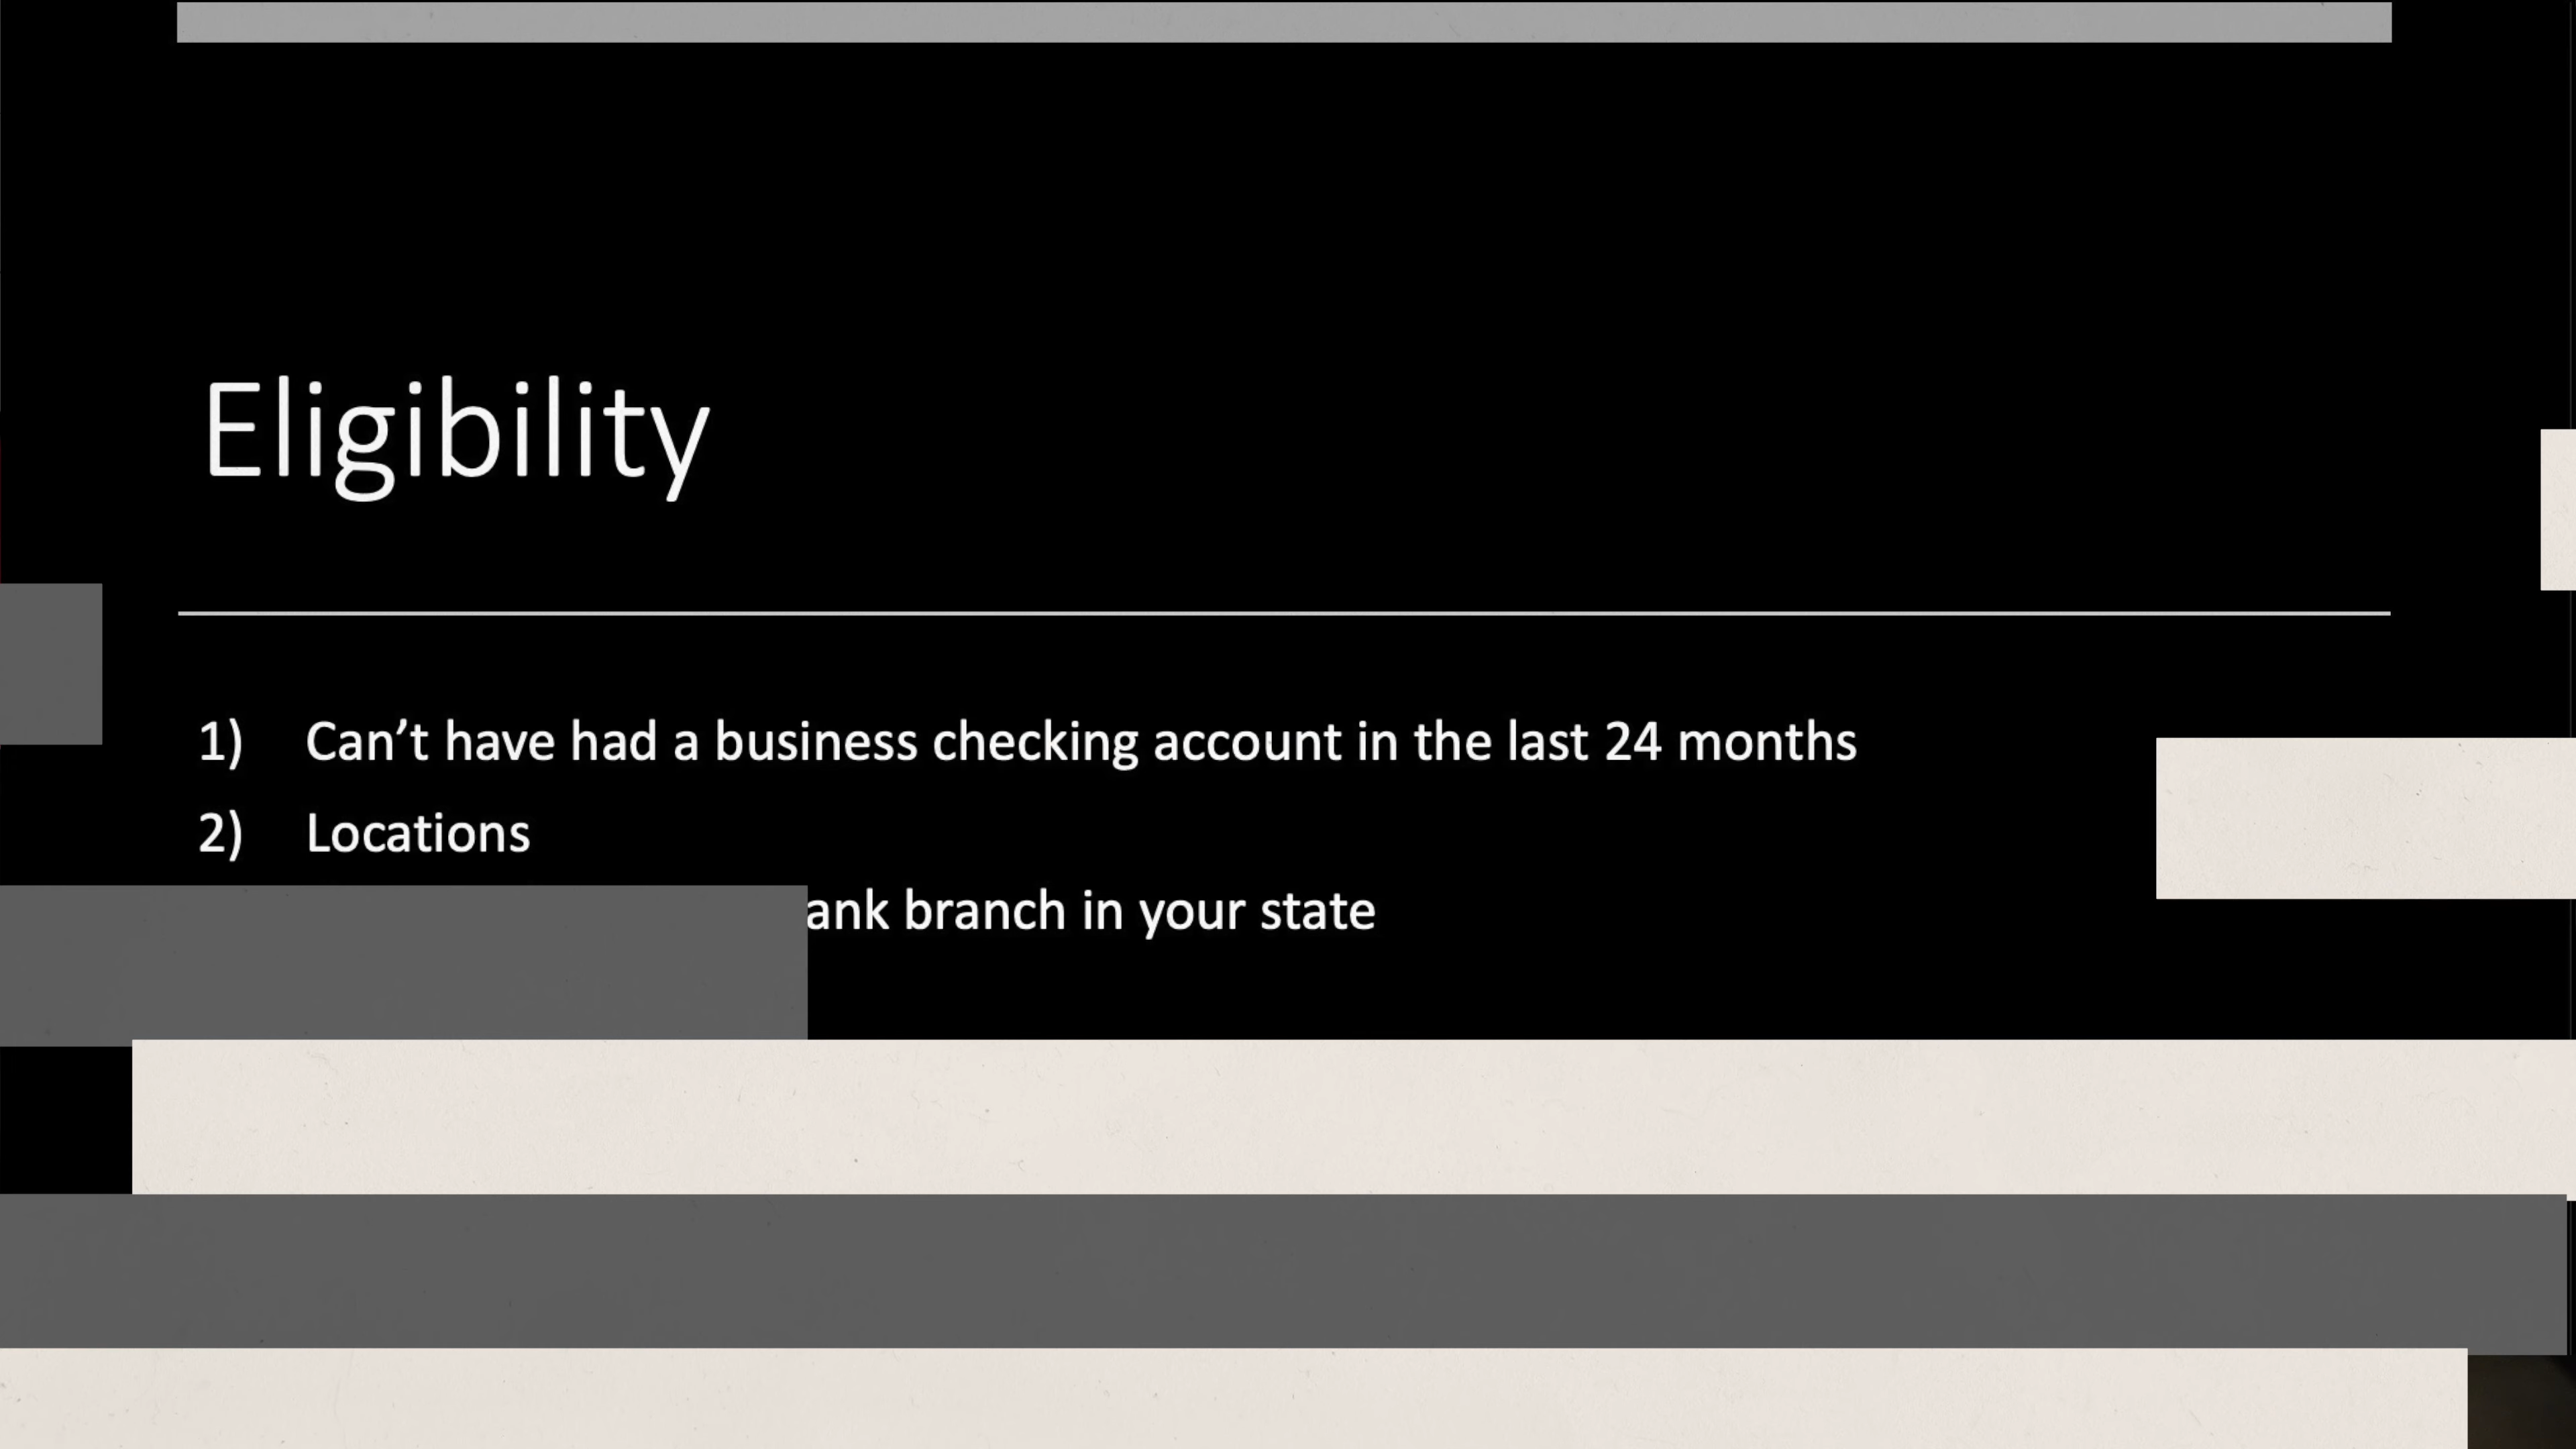 Eligibility
1) Can’t have had a business checking account in the last 24 months
2) Locations
branch in your state